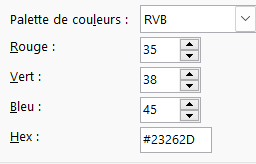 Palette de couleurs : RVB
Rouge : 35
Vert : 38
Bleu : 45
Hex : #23262D